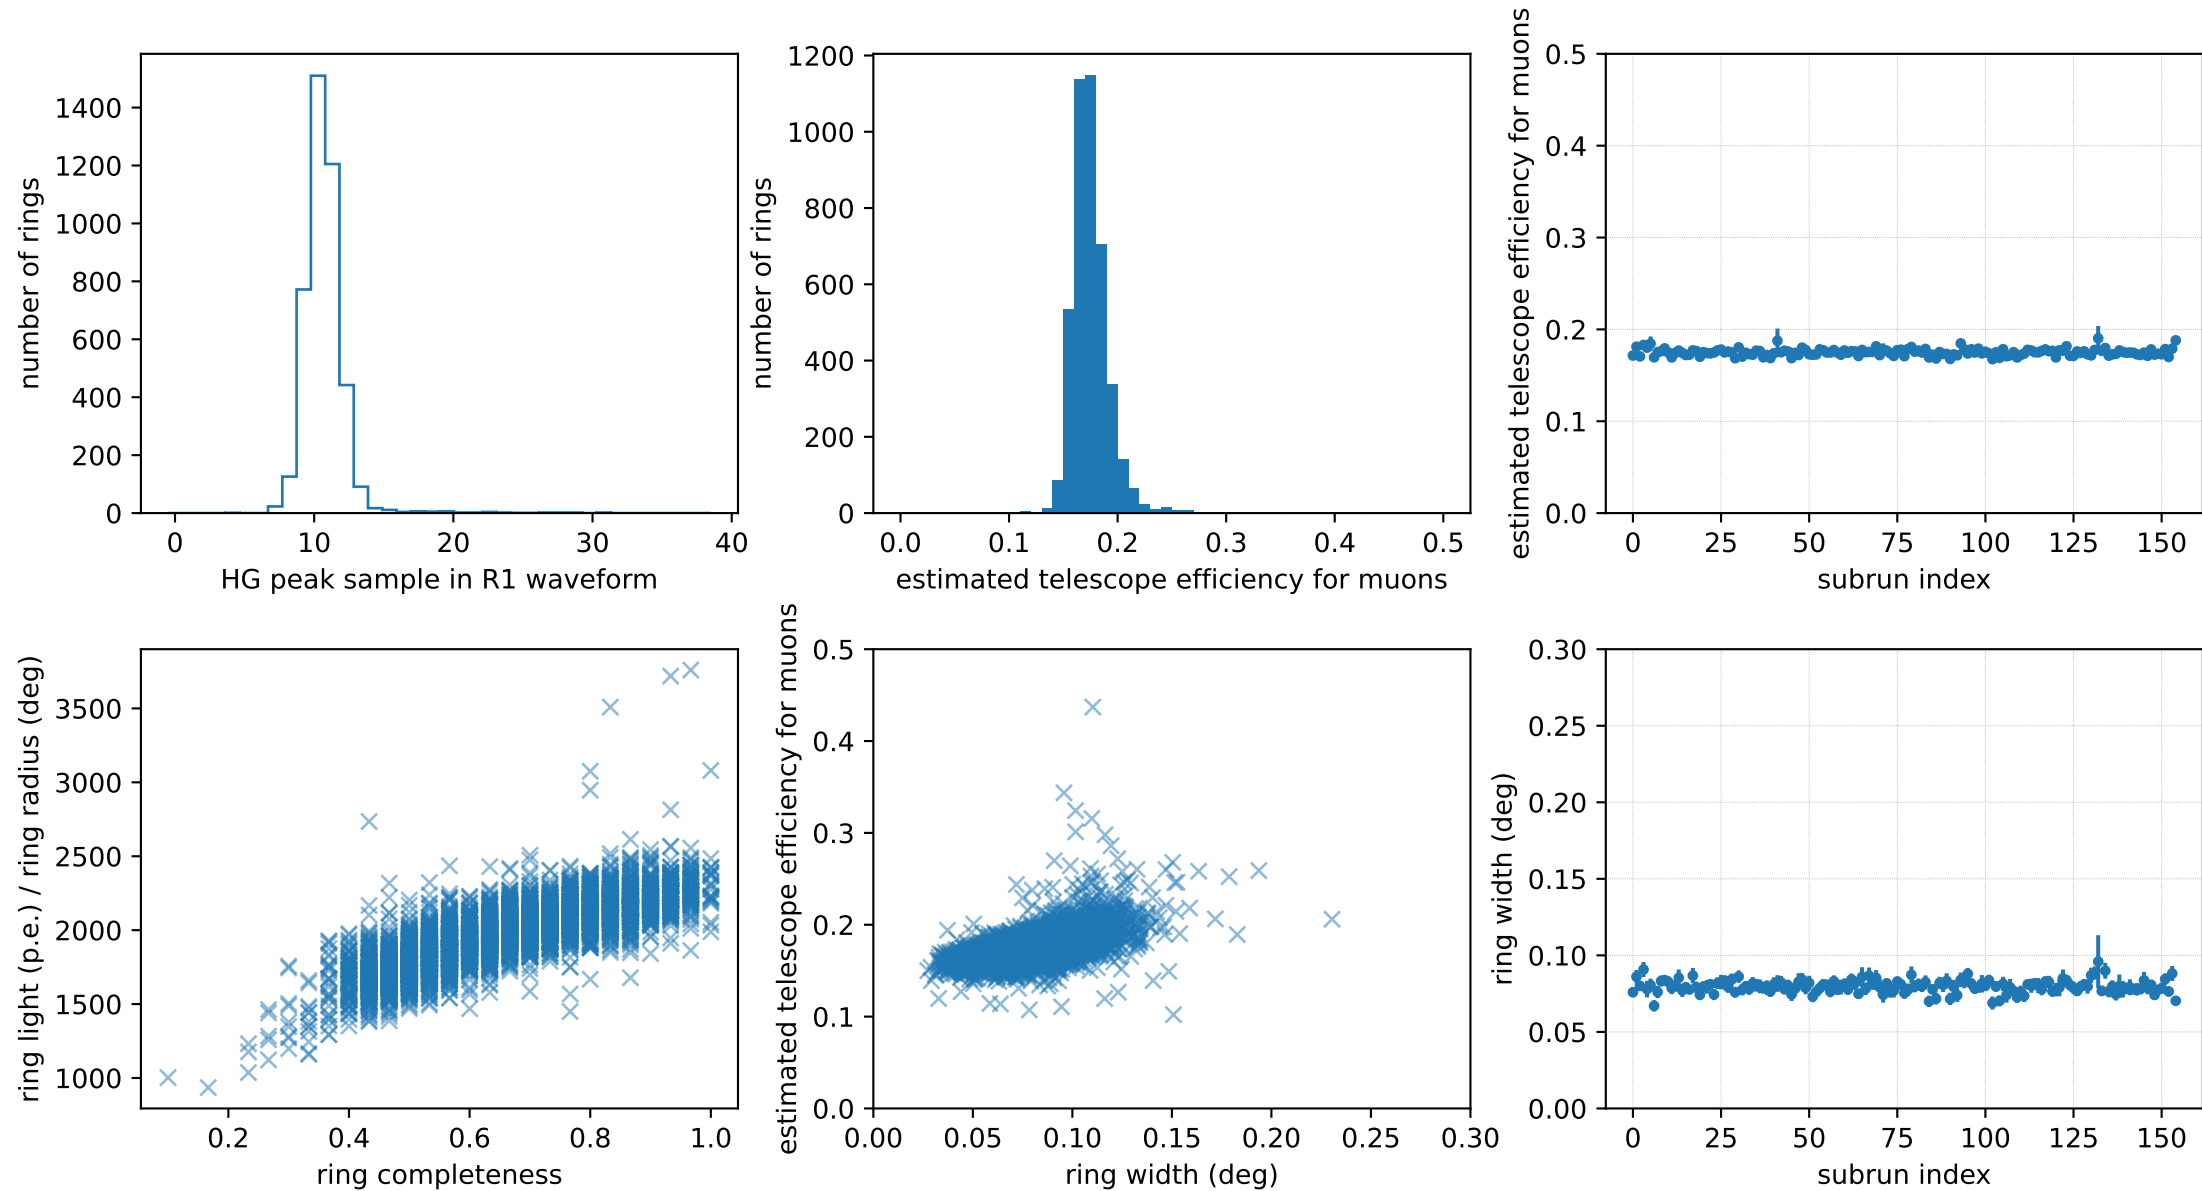 number of rings
1400
1200
1000
800
600
400
200
0
0 10 20 30 40
HG peak sample in R1 waveform
number of rings
1200
1000
800
600
400
200
0
0.0 0.1 0.2 0.3 0.4 0.5
estimated telescope efficiency for muons
estimated telescope efficiency for muons
0.5
0.4
0.3
0.2
0.1
0.0
0 25 50 75 100 125 150
subrun index
ring light (p.e.) / ring radius (deg)
3500
3000
2500
2000
1500
1000
0.2 0.4 0.6 0.8 1.0
ring completeness
estimated telescope efficiency for muons
0.5
0.4
0.3
0.2
0.1
0.0
0.00 0.05 0.10 0.15 0.20 0.25 0.30
ring width (deg)
ring width (deg)
0.30
0.25
0.20
0.15
0.10
0.05
0.00
0 25 50 75 100 125 150
subrun index